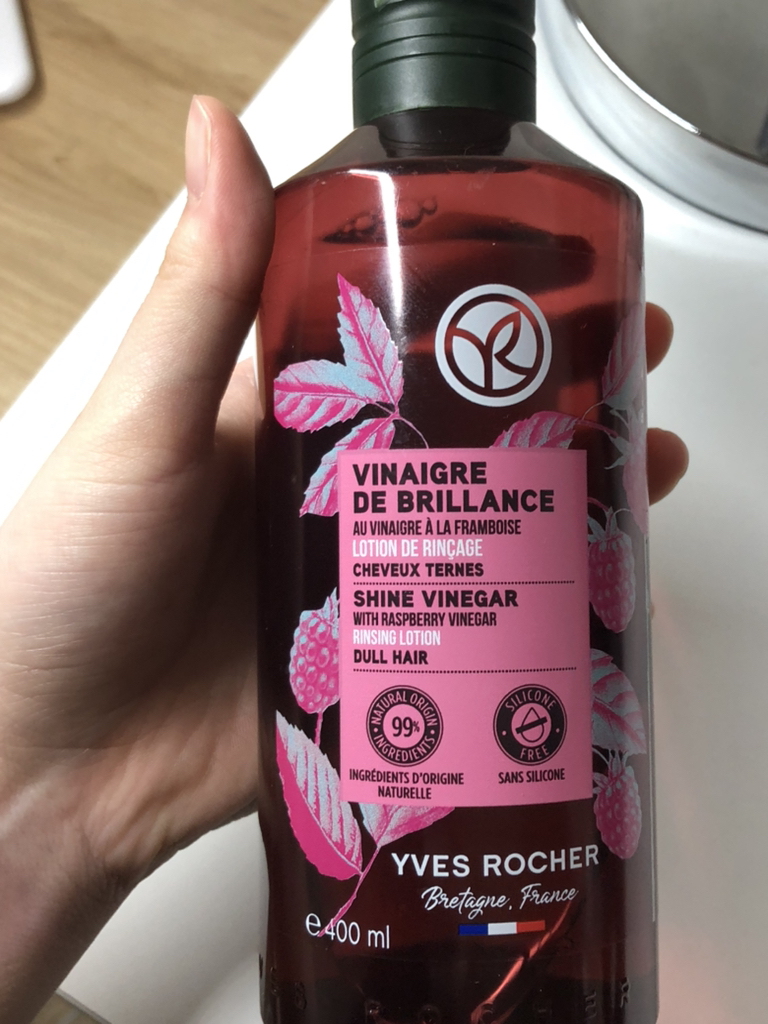 VINAIGRE
DE BRILLANCE
AU VINAIGRE À LA FRAMBOISE
LOTION DE RINÇAGE
CHEVEUX TERNES
SHINE VINEGAR
WITH RASPBERRY VINEGAR
RINSING LOTION
DULL HAIR
NATURAL ORIGIN
99%
INGREDIENTS
INGRÉDIENTS D'ORIGINE
NATURELLE
SILICONE
FREE
SANS SILICONE
YVES ROCHER
Bretagne, France
e 400 ml